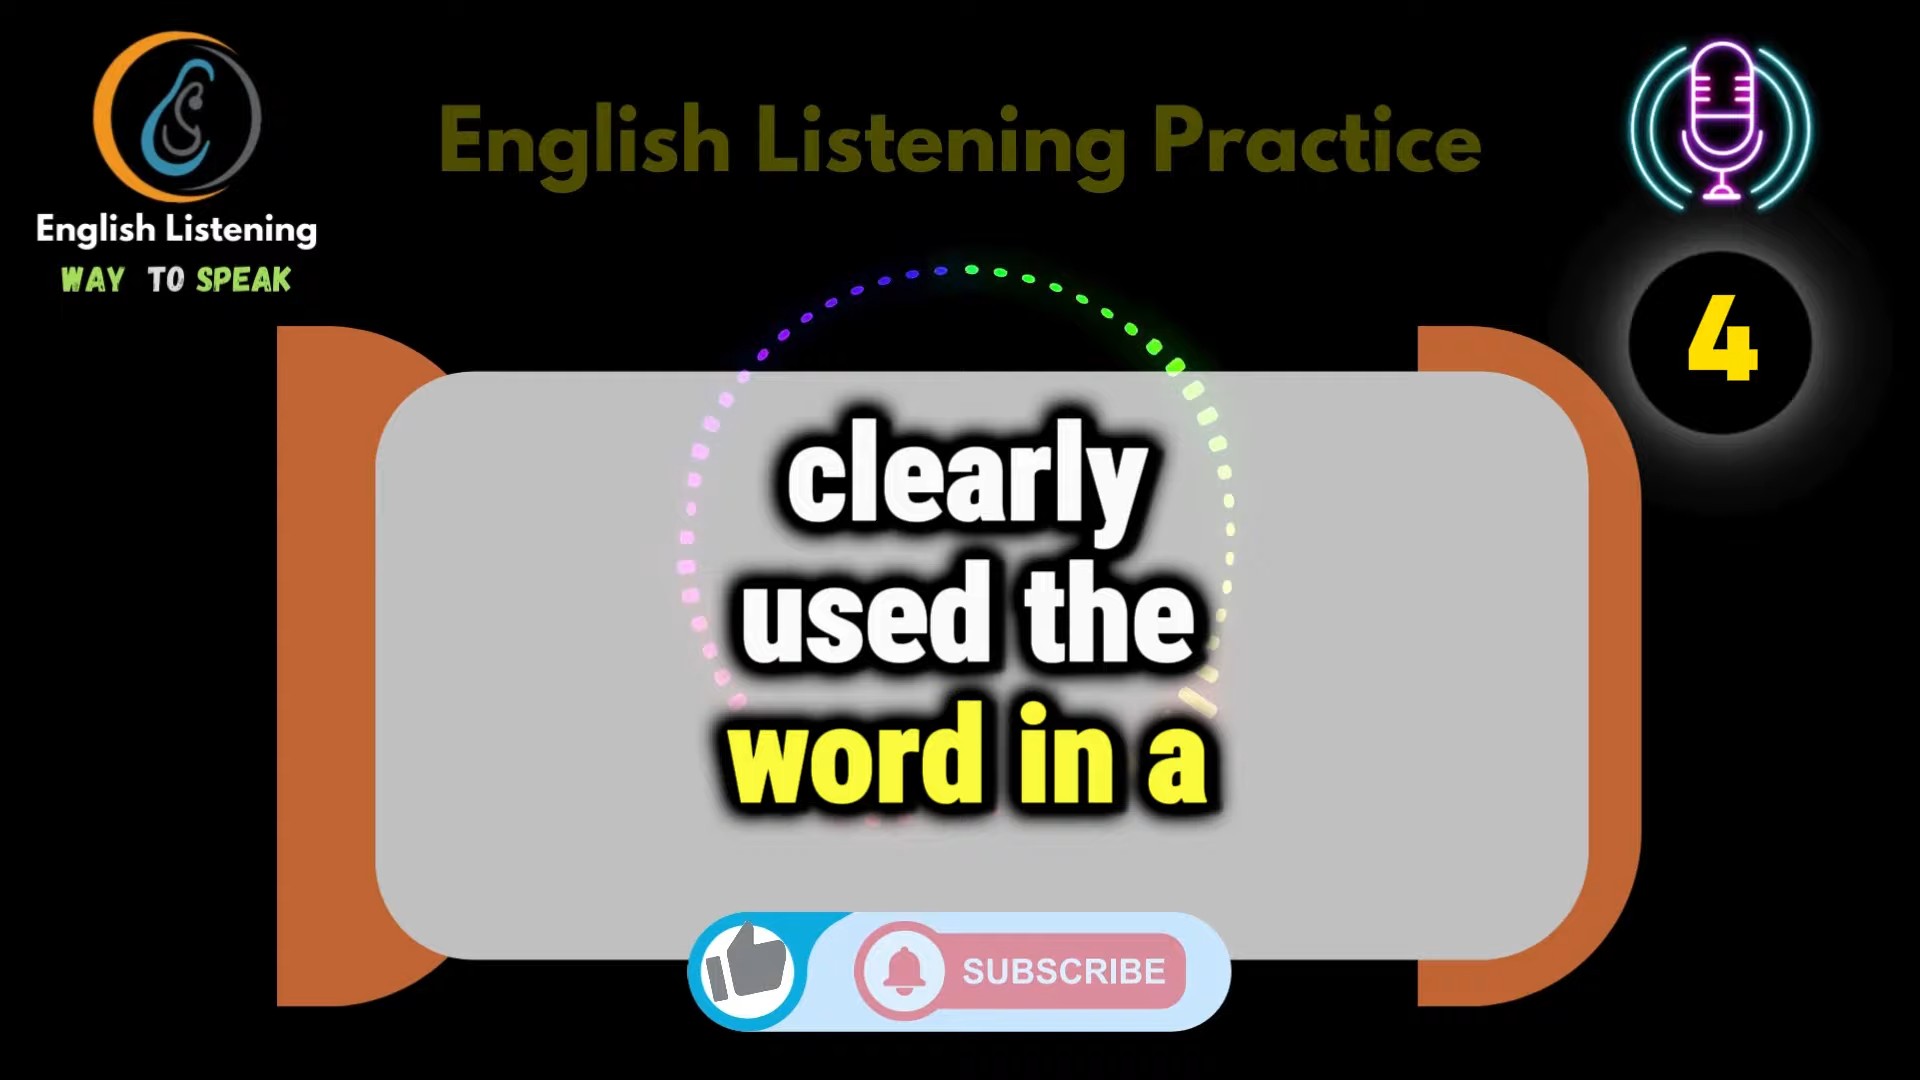 English Listening Practice
English Listening
WAY TO SPEAK
4
clearly
used the
word in a
SUBSCRIBE